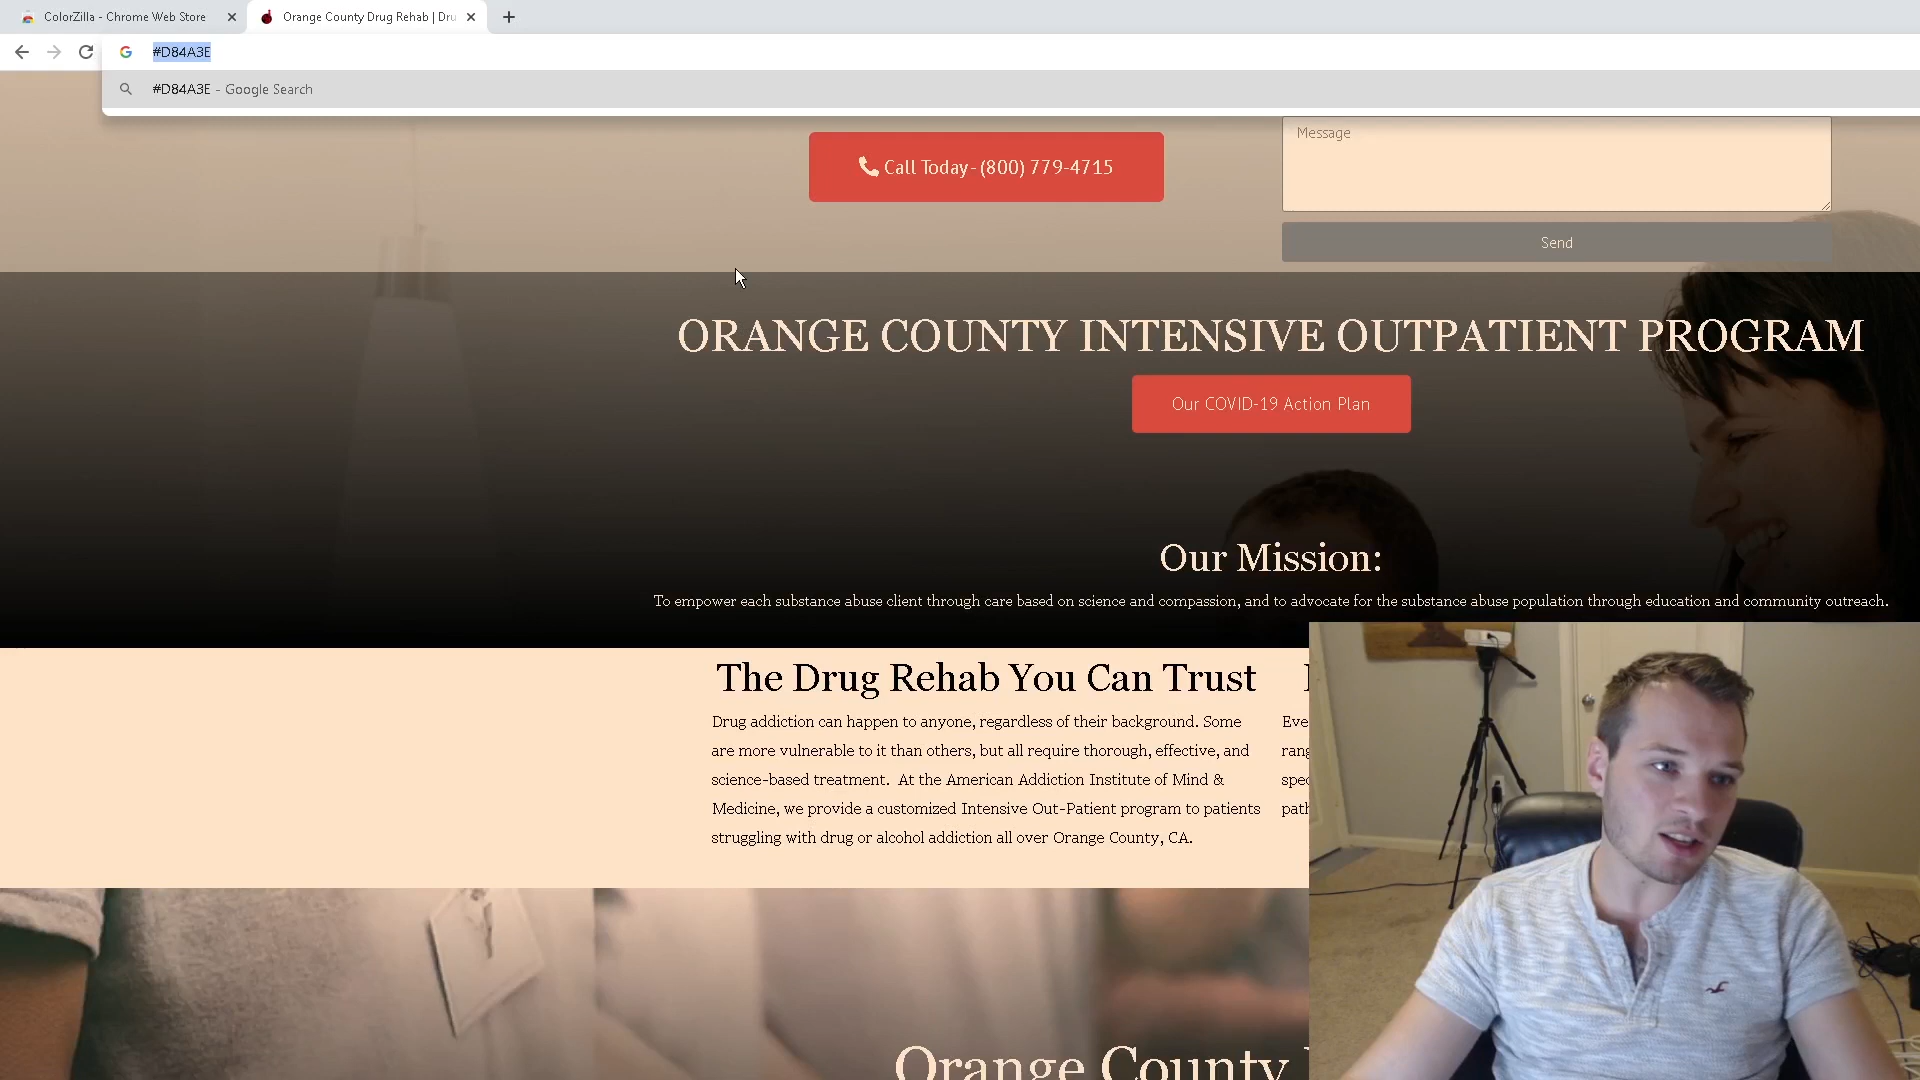 ColorZilla - Chrome Web Store
Orange County Drug Rehab | Dru
#D84A3E
#D84A3E - Google Search
Message
Call Today - (800) 779-4715
Send
ORANGE COUNTY INTENSIVE OUTPATIENT PROGRAM
Our COVID-19 Action Plan
Our Mission:
To empower each substance abuse client through care based on science and compassion, and to advocate for the substance abuse population through education and community outreach.
The Drug Rehab You Can Trust
Drug addiction can happen to anyone, regardless of their background. Some
are more vulnerable to it than others, but all require thorough, effective, and
science-based treatment. At the American Addiction Institute of Mind &
Medicine, we provide a customized Intensive Out-Patient program to patients
struggling with drug or alcohol addiction all over Orange County, CA.
Eve
rang
spec
path
Orange County